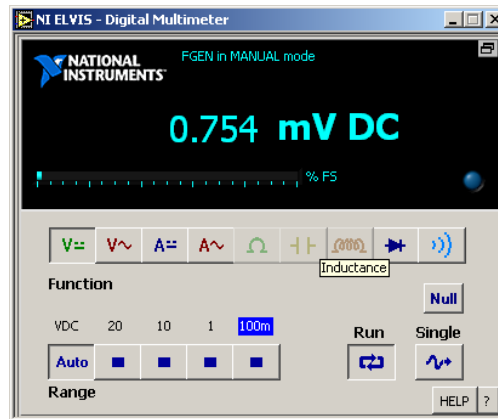 NI ELVIS - Digital Multimeter
NATIONAL INSTRUMENTS™
FGEN in MANUAL mode
0.754 mV DC
% FS
V V A A Ω
Inductance
Function
Null
VDC 20 10 1 100m
Run Single
Auto
Range
HELP ?